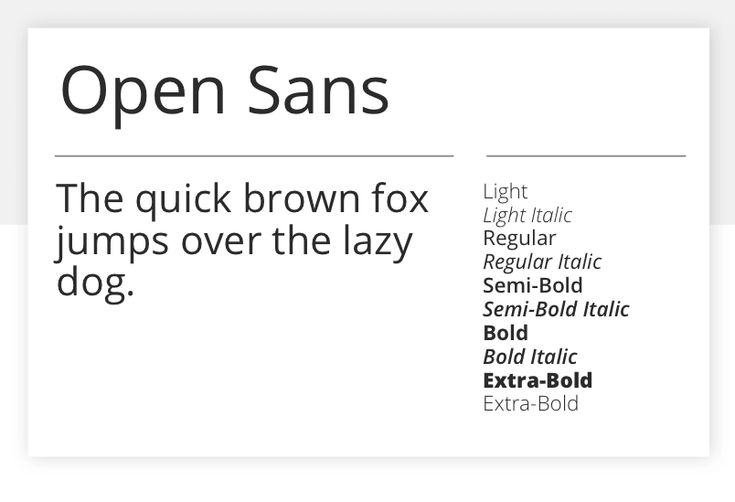 Open Sans
The quick brown fox
jumps over the lazy
dog.
Light
Light Italic
Regular
Regular Italic
Semi-Bold
Semi-Bold Italic
Bold
Bold Italic
Extra-Bold
Extra-Bold